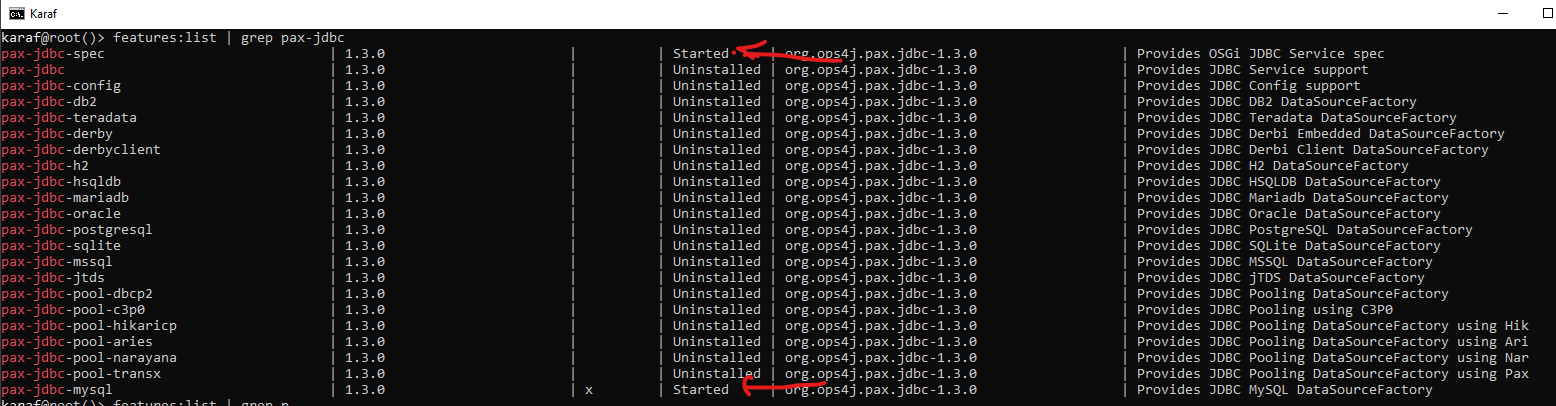 Karaf
karaf@root()> features:list | grep pax-jdbc
pax-jdbc-spec | 1.3.0 | | Started | org.ops4j.pax.jdbc-1.3.0 | Provides OSGi JDBC Service spec
pax-jdbc | 1.3.0 | | Uninstalled | org.ops4j.pax.jdbc-1.3.0 | Provides JDBC Service support
pax-jdbc-config | 1.3.0 | | Uninstalled | org.ops4j.pax.jdbc-1.3.0 | Provides JDBC Config support
pax-jdbc-db2 | 1.3.0 | | Uninstalled | org.ops4j.pax.jdbc-1.3.0 | Provides JDBC DB2 DataSourceFactory
pax-jdbc-teradata | 1.3.0 | | Uninstalled | org.ops4j.pax.jdbc-1.3.0 | Provides JDBC Teradata DataSourceFactory
pax-jdbc-derby | 1.3.0 | | Uninstalled | org.ops4j.pax.jdbc-1.3.0 | Provides JDBC Derbi Embedded DataSourceFactory
pax-jdbc-derbyclient | 1.3.0 | | Uninstalled | org.ops4j.pax.jdbc-1.3.0 | Provides JDBC Derbi Client DataSourceFactory
pax-jdbc-h2 | 1.3.0 | | Uninstalled | org.ops4j.pax.jdbc-1.3.0 | Provides JDBC H2 DataSourceFactory
pax-jdbc-hsqldb | 1.3.0 | | Uninstalled | org.ops4j.pax.jdbc-1.3.0 | Provides JDBC HSQLDB DataSourceFactory
pax-jdbc-mariadb | 1.3.0 | | Uninstalled | org.ops4j.pax.jdbc-1.3.0 | Provides JDBC Mariadb DataSourceFactory
pax-jdbc-oracle | 1.3.0 | | Uninstalled | org.ops4j.pax.jdbc-1.3.0 | Provides JDBC Oracle DataSourceFactory
pax-jdbc-postgresql | 1.3.0 | | Uninstalled | org.ops4j.pax.jdbc-1.3.0 | Provides JDBC PostgreSQL DataSourceFactory
pax-jdbc-sqlite | 1.3.0 | | Uninstalled | org.ops4j.pax.jdbc-1.3.0 | Provides JDBC SQLite DataSourceFactory
pax-jdbc-mssql | 1.3.0 | | Uninstalled | org.ops4j.pax.jdbc-1.3.0 | Provides JDBC MSSQL DataSourceFactory
pax-jdbc-jtds | 1.3.0 | | Uninstalled | org.ops4j.pax.jdbc-1.3.0 | Provides JDBC jTDS DataSourceFactory
pax-jdbc-pool-dbcp2 | 1.3.0 | | Uninstalled | org.ops4j.pax.jdbc-1.3.0 | Provides JDBC Pooling DataSourceFactory
pax-jdbc-pool-c3p0 | 1.3.0 | | Uninstalled | org.ops4j.pax.jdbc-1.3.0 | Provides JDBC Pooling using C3P0
pax-jdbc-pool-hikaricp | 1.3.0 | | Uninstalled | org.ops4j.pax.jdbc-1.3.0 | Provides JDBC Pooling DataSourceFactory using Hik
pax-jdbc-pool-aries | 1.3.0 | | Uninstalled | org.ops4j.pax.jdbc-1.3.0 | Provides JDBC Pooling DataSourceFactory using Ari
pax-jdbc-pool-narayana | 1.3.0 | | Uninstalled | org.ops4j.pax.jdbc-1.3.0 | Provides JDBC Pooling DataSourceFactory using Nar
pax-jdbc-pool-transx | 1.3.0 | | Uninstalled | org.ops4j.pax.jdbc-1.3.0 | Provides JDBC Pooling DataSourceFactory using Pax
pax-jdbc-mysql | 1.3.0 | x | Started | org.ops4j.pax.jdbc-1.3.0 | Provides JDBC MySQL DataSourceFactory
karaf@root()> features:list | grep